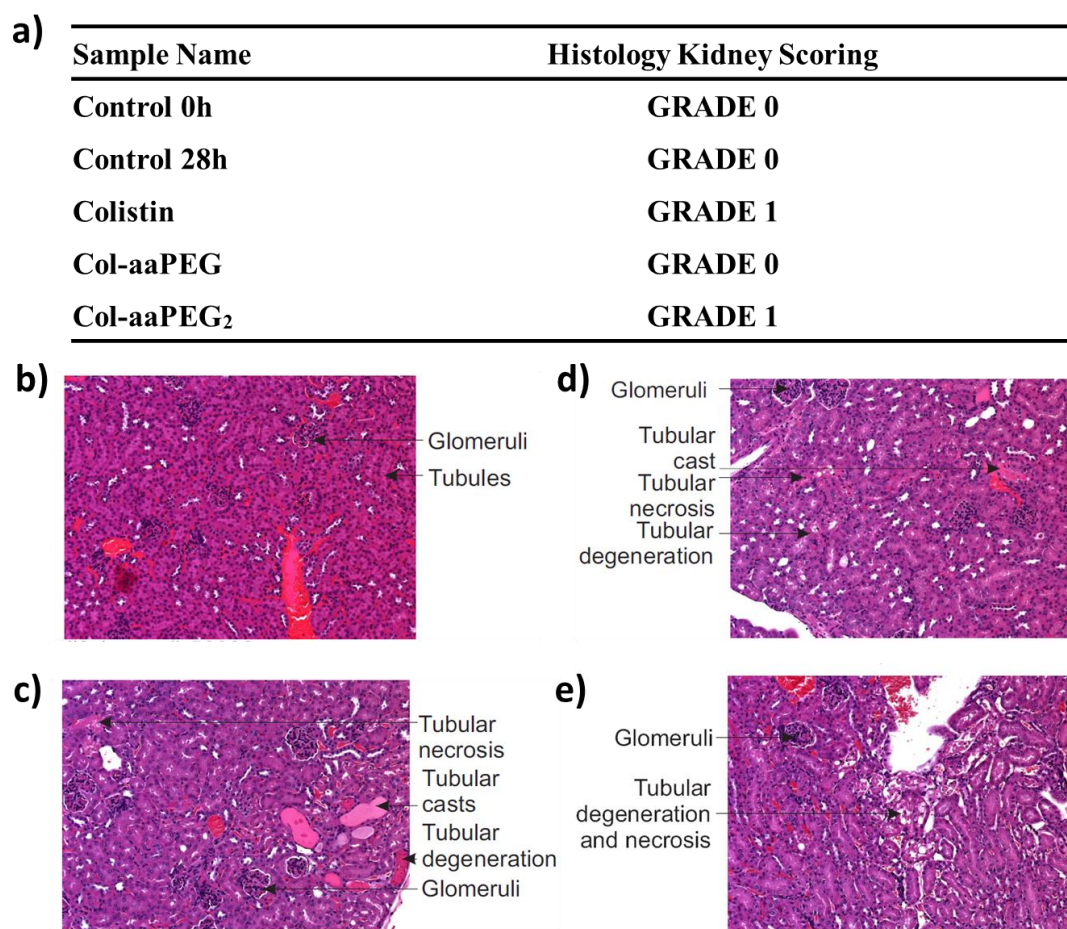 a)
Sample Name Histology Kidney Scoring
Control 0h GRADE 0
Control 28h GRADE 0
Colistin GRADE 1
Col-aaPEG GRADE 0
Col-aaPEG₂ GRADE 1
b)
Glomeruli
Tubules
c)
Tubular
necrosis
Tubular
casts
Tubular
degeneration
Glomeruli
d)
Glomeruli
Tubular
cast
Tubular
necrosis
Tubular
degeneration
e)
Glomeruli
Tubular
degeneration
and necrosis